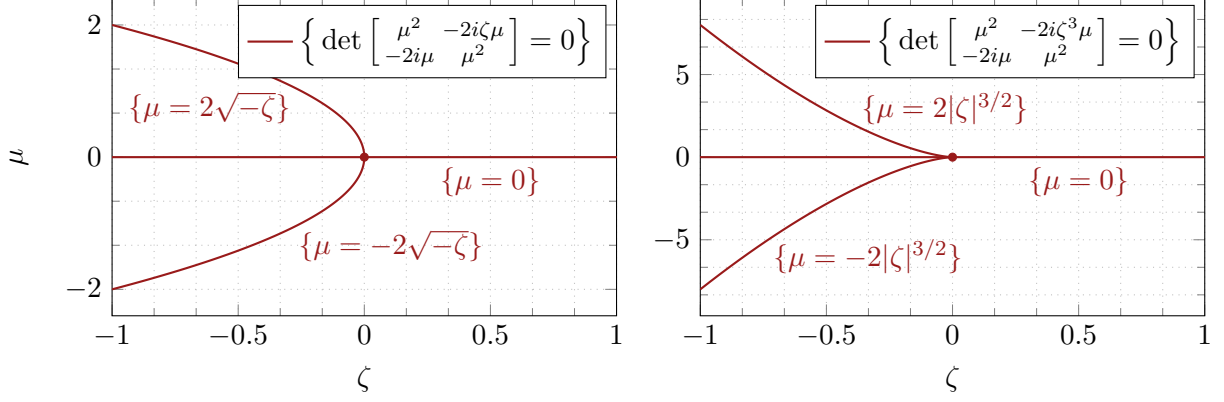 { det [ μ² −2iζμ
−2iμ μ² ] = 0}
{μ = 2√−ζ}
{μ = 0}
{μ = −2√−ζ}
2
0
−2
μ
−1 −0.5 0 0.5 1
ζ
{ det [ μ² −2iζ³μ
−2iμ μ² ] = 0}
{μ = 2|ζ|^{3/2}}
{μ = 0}
{μ = −2|ζ|^{3/2}}
5
0
−5
−1 −0.5 0 0.5 1
ζ